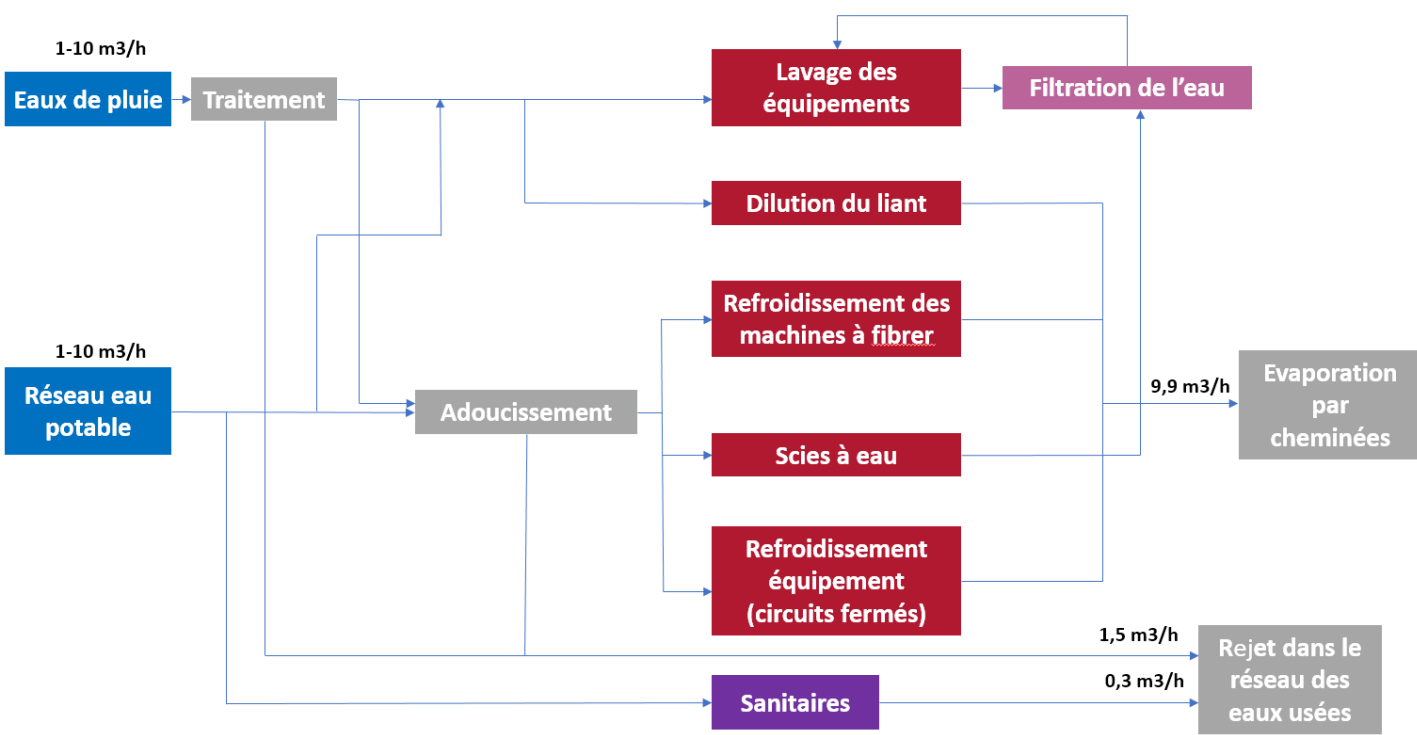 1-10 m3/h
Eaux de pluie
Traitement
Lavage des
équipements
Filtration de l’eau
Dilution du liant
Refroidissement des
machines à fibrer
1-10 m3/h
Réseau eau
potable
Adoucissement
9,9 m3/h
Evaporation
par
cheminées
Scies à eau
Refroidissement
équipement
(circuits fermés)
1,5 m3/h
Rejet dans le
réseau des
eaux usées
0,3 m3/h
Sanitaires